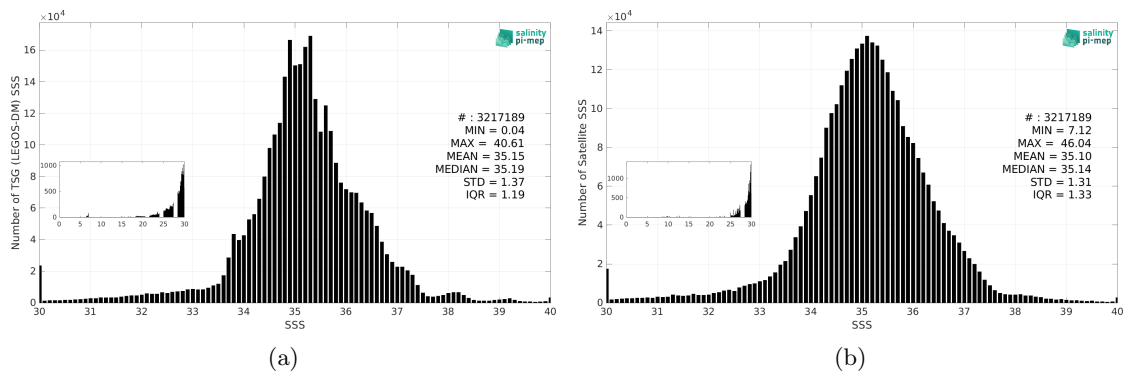 ×10⁴
16
14
12
10
8
6
4
2
0
Number of TSG (LEGOS-DM) SSS
salinity
pi-mep
# : 3217189
MIN = 0.04
MAX = 40.61
MEAN = 35.15
MEDIAN = 35.19
STD = 1.37
IQR = 1.19
1000
500
0
0 5 10 15 20 25 30
30 31 32 33 34 35 36 37 38 39 40
SSS
(a)
×10⁴
14
12
10
8
6
4
2
0
Number of Satellite SSS
salinity
pi-mep
# : 3217189
MIN = 7.12
MAX = 46.04
MEAN = 35.10
MEDIAN = 35.14
STD = 1.31
IQR = 1.33
1000
500
0
0 5 10 15 20 25 30
30 31 32 33 34 35 36 37 38 39 40
SSS
(b)